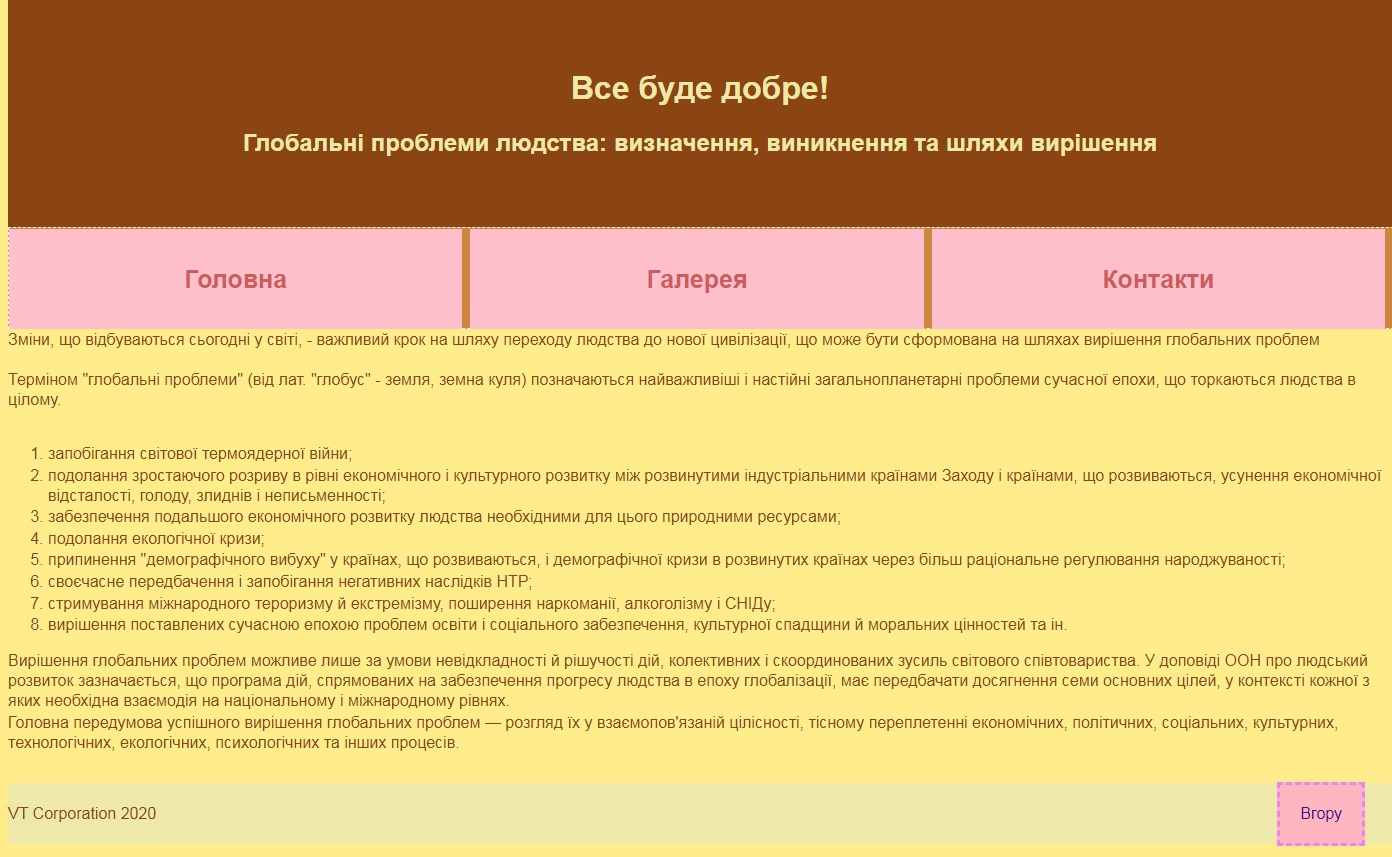 Все буде добре!
Глобальні проблеми людства: визначення, виникнення та шляхи вирішення
Головна
Галерея
Контакти
Зміни, що відбуваються сьогодні у світі, - важливий крок на шляху переходу людства до нової цивілізації, що може бути сформована на шляхах вирішення глобальних проблем
Терміном "глобальні проблеми" (від лат. "глобус" - земля, земна куля) позначаються найважливіші і настійні загальнопланетарні проблеми сучасної епохи, що торкаються людства в
цілому.
1. запобігання світової термоядерної війни;
2. подолання зростаючого розриву в рівні економічного і культурного розвитку між розвинутими індустріальними країнами Заходу і країнами, що розвиваються, усунення економічної
відсталості, голоду, злиднів і неписьменності;
3. забезпечення подальшого економічного розвитку людства необхідними для цього природними ресурсами;
4. подолання екологічної кризи;
5. припинення "демографічного вибуху" у країнах, що розвиваються, і демографічної кризи в розвинутих країнах через більш раціональне регулювання народжуваності;
6. своєчасне передбачення і запобігання негативних наслідків НТР;
7. стримування міжнародного тероризму й екстремізму, поширення наркоманії, алкоголізму і СНІДу;
8. вирішення поставлених сучасною епохою проблем освіти і соціального забезпечення, культурної спадщини й моральних цінностей та ін.
Вирішення глобальних проблем можливе лише за умови невідкладності й рішучості дій, колективних і скоординованих зусиль світового співтовариства. У доповіді ООН про людський
розвиток зазначається, що програма дій, спрямованих на забезпечення прогресу людства в епоху глобалізації, має передбачати досягнення семи основних цілей, у контексті кожної з
яких необхідна взаємодія на національному і міжнародному рівнях.
Головна передумова успішного вирішення глобальних проблем — розгляд їх у взаємопов'язаній цілісності, тісному переплетенні економічних, політичних, соціальних, культурних,
технологічних, екологічних, психологічних та інших процесів.
VT Corporation 2020
Вгору